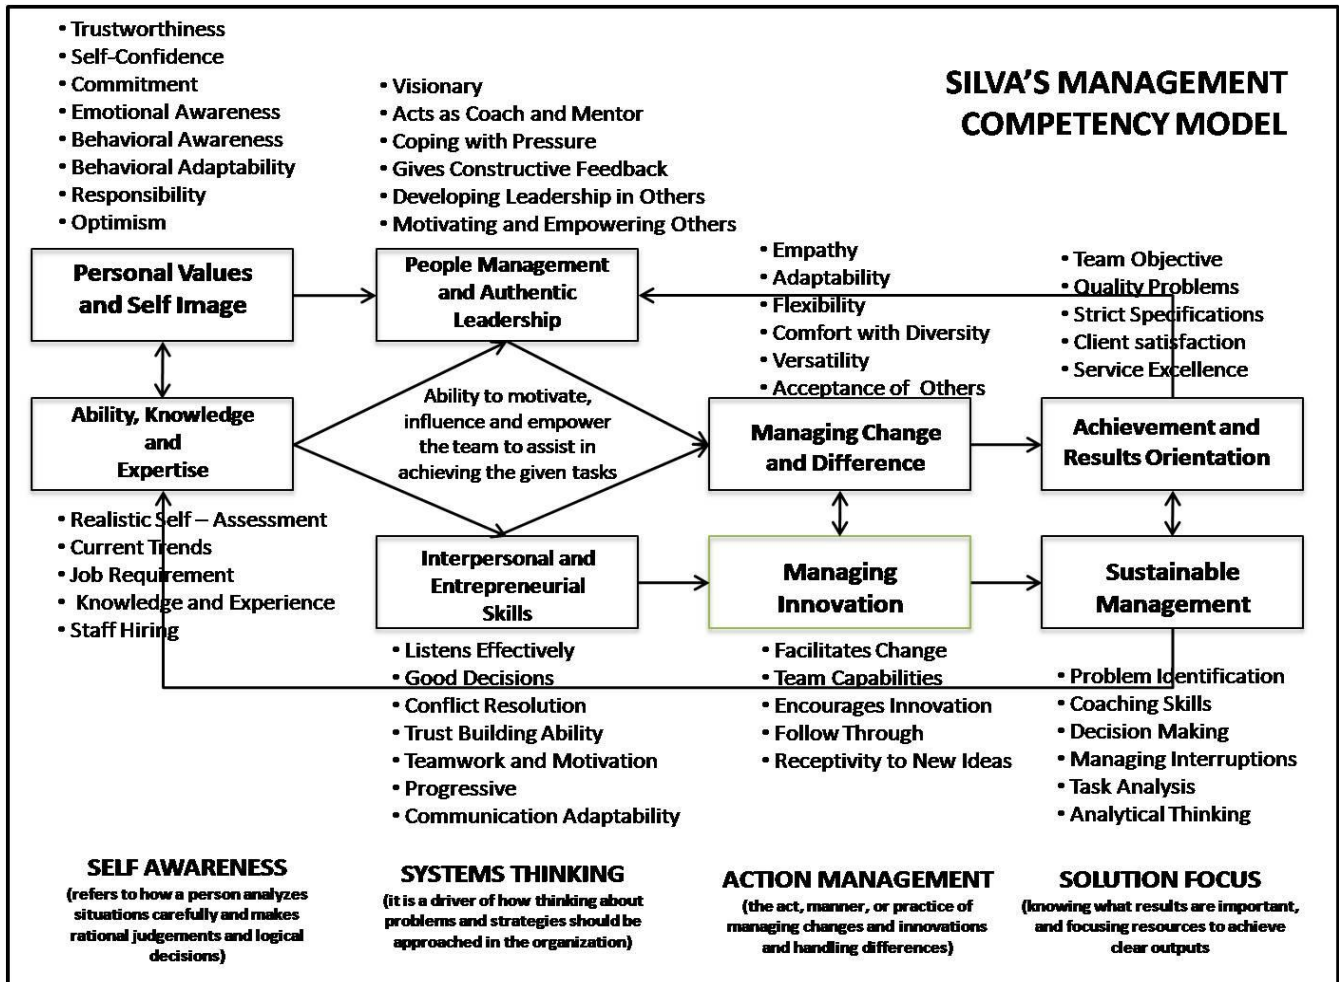 SILVA'S MANAGEMENT
COMPETENCY MODEL
• Trustworthiness
• Self-Confidence
• Commitment
• Emotional Awareness
• Behavioral Awareness
• Behavioral Adaptability
• Responsibility
• Optimism
Personal Values
and Self Image
Ability, Knowledge
and
Expertise
• Realistic Self – Assessment
• Current Trends
• Job Requirement
• Knowledge and Experience
• Staff Hiring
• Visionary
• Acts as Coach and Mentor
• Coping with Pressure
• Gives Constructive Feedback
• Developing Leadership in Others
• Motivating and Empowering Others
People Management
and Authentic
Leadership
Ability to motivate,
influence and empower
the team to assist in
achieving the given tasks
Interpersonal and
Entrepreneurial
Skills
• Listens Effectively
• Good Decisions
• Conflict Resolution
• Trust Building Ability
• Teamwork and Motivation
• Progressive
• Communication Adaptability
• Empathy
• Adaptability
• Flexibility
• Comfort with Diversity
• Versatility
• Acceptance of Others
Managing Change
and Difference
Managing
Innovation
• Facilitates Change
• Team Capabilities
• Encourages Innovation
• Follow Through
• Receptivity to New Ideas
• Team Objective
• Quality Problems
• Strict Specifications
• Client satisfaction
• Service Excellence
Achievement and
Results Orientation
Sustainable
Management
• Problem Identification
• Coaching Skills
• Decision Making
• Managing Interruptions
• Task Analysis
• Analytical Thinking
SELF AWARENESS
(refers to how a person analyzes
situations carefully and makes
rational judgements and logical
decisions)
SYSTEMS THINKING
(it is a driver of how thinking about
problems and strategies should be
approached in the organization)
ACTION MANAGEMENT
(the act, manner, or practice of
managing changes and innovations
and handling differences)
SOLUTION FOCUS
(knowing what results are important,
and focusing resources to achieve
clear outputs